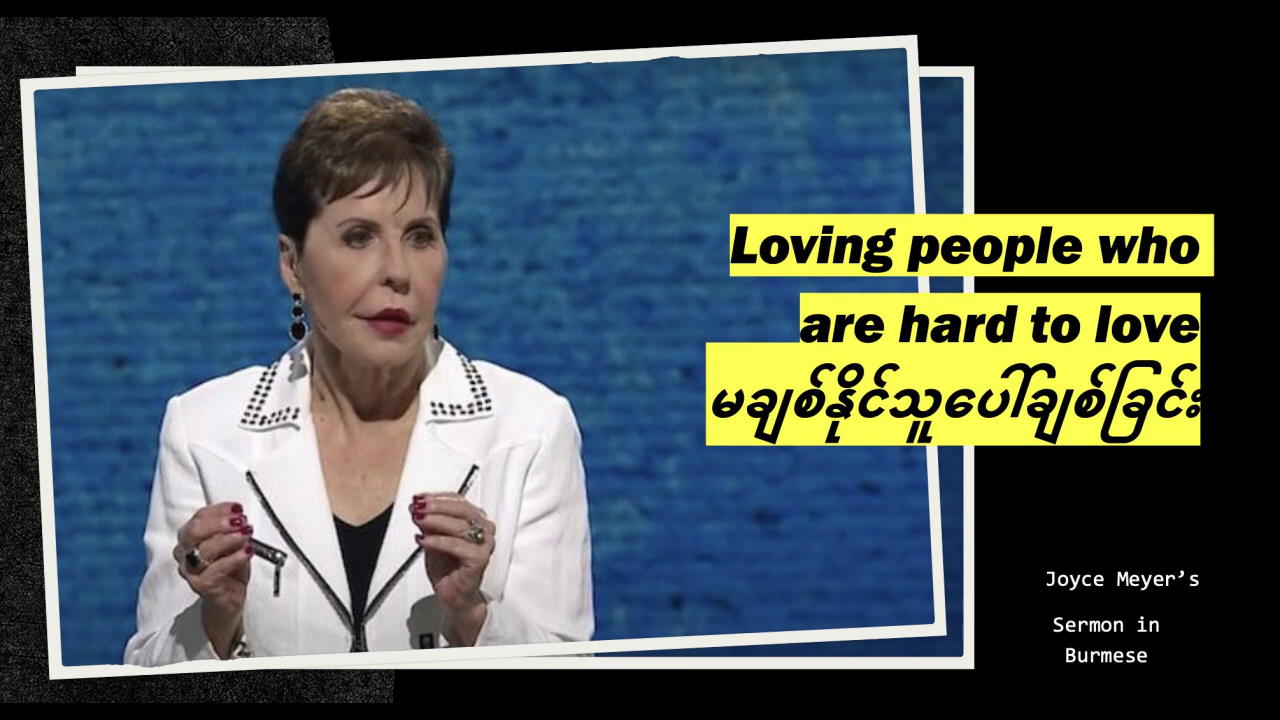 Loving people who
are hard to love
မချစ်နိုင်သူပေါ်ချစ်ခြင်း
Joyce Meyer’s
Sermon in
Burmese